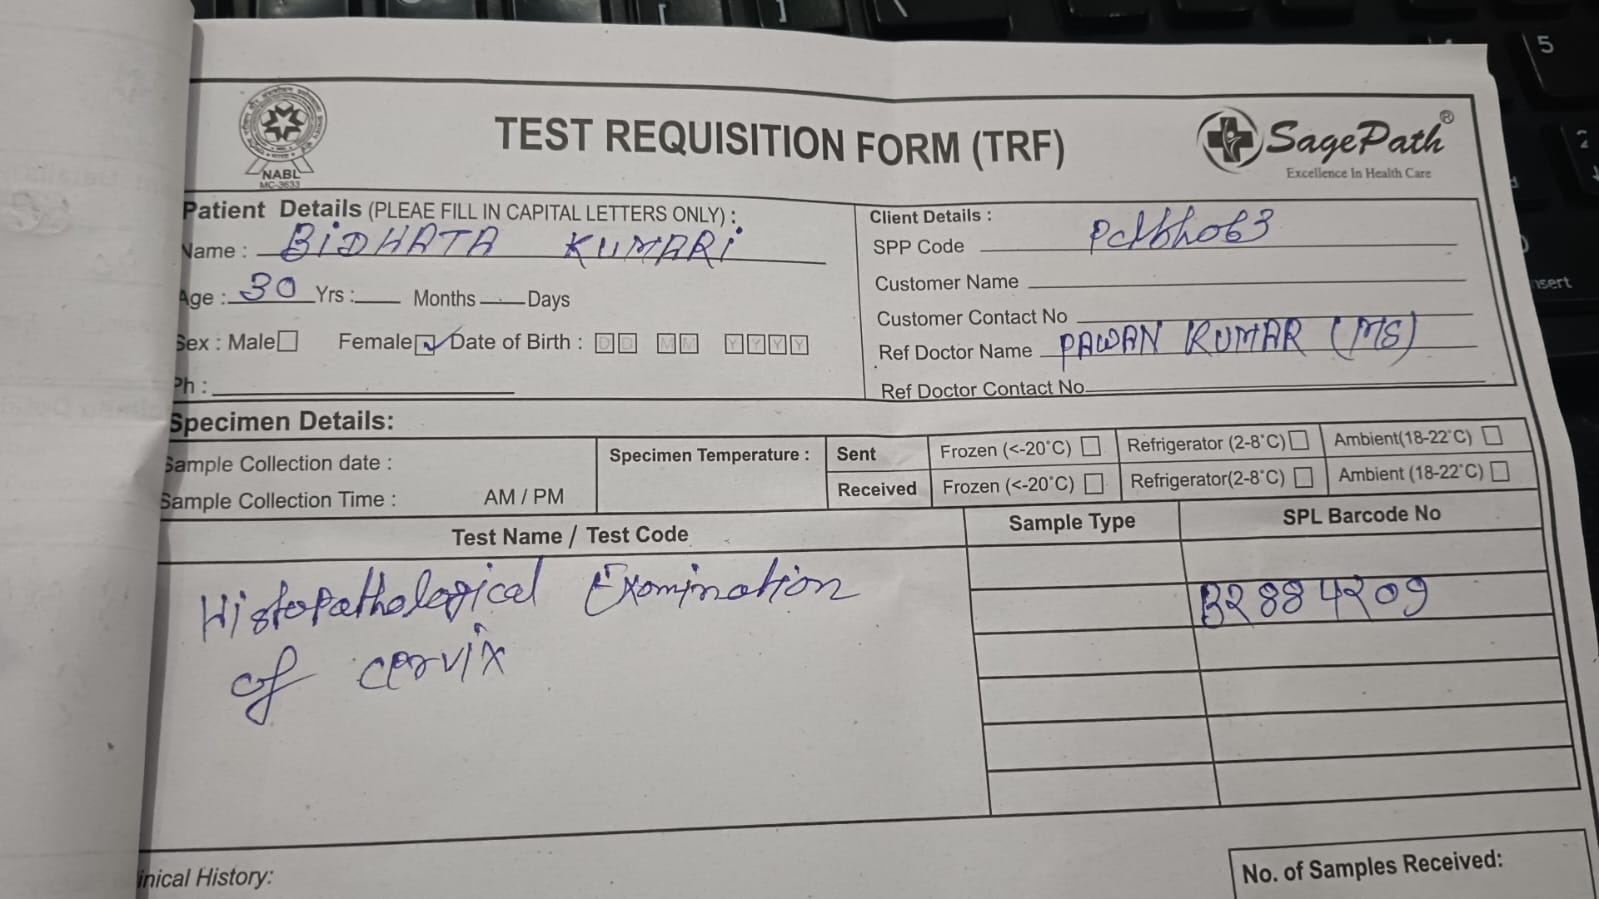 NABL
MC-3633
TEST REQUISITION FORM (TRF)
SagePath®
Excellence In Health Care
Patient Details (PLEAE FILL IN CAPITAL LETTERS ONLY) :
Name : BIDHATA KUMARI
Age : 30 Yrs : Months Days
Sex : Male Female Date of Birth : DD MM YYYY
Ph :
Client Details :
SPP Code
Customer Name
Customer Contact No
Ref Doctor Name PAWAN KUMAR (MS)
Ref Doctor Contact No
Specimen Details:
Sample Collection date :
Sample Collection Time : AM / PM
Specimen Temperature :
Sent Frozen (<-20°C) Refrigerator (2-8°C) Ambient(18-22°C)
Received Frozen (<-20°C) Refrigerator(2-8°C) Ambient (18-22°C)
Test Name / Test Code Sample Type SPL Barcode No
Histopathological Examination
of cervix
B2884209
inical History:
No. of Samples Received:
5
2
nsert